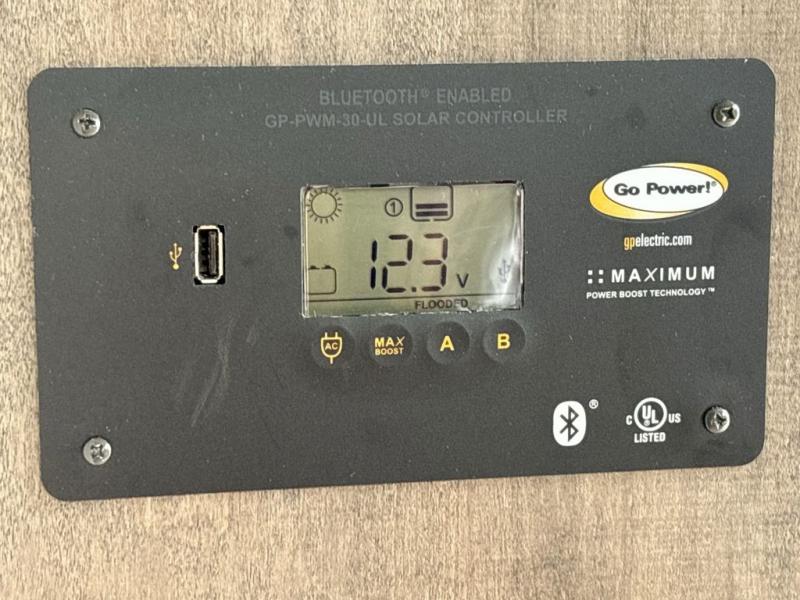 BLUETOOTH® ENABLED
GP-PWM-30-UL SOLAR CONTROLLER
Go Power!®
gpelectric.com
MAXIMUM
POWER BOOST TECHNOLOGY™
1
12.3 V
FLOODED
AC
MAX
BOOST
A
B
®
C UL US
LISTED